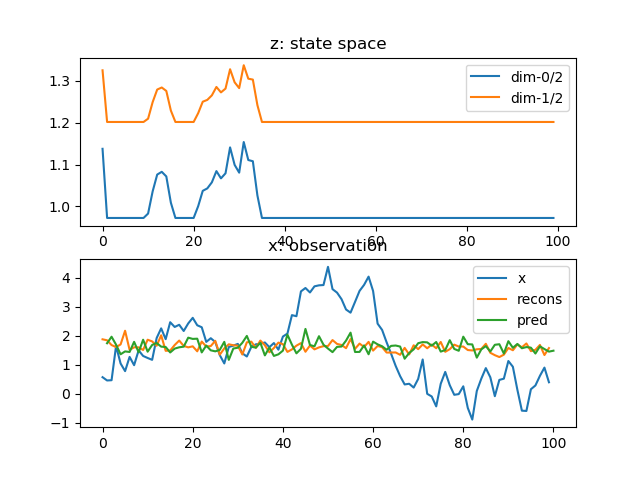 z: state space
1.3
1.2
1.1
1.0
dim-0/2
dim-1/2
0 20 40 60 80 100
x: observation
4
3
2
1
0
−1
x
recons
pred
0 20 40 60 80 100